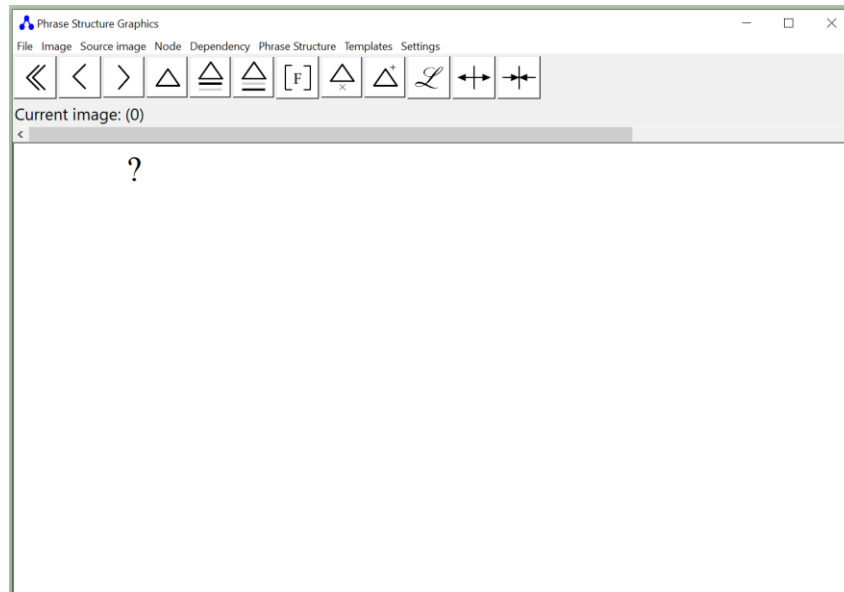 Phrase Structure Graphics
File Image Source image Node Dependency Phrase Structure Templates Settings
[F] × + ℒ
Current image: (0)
?